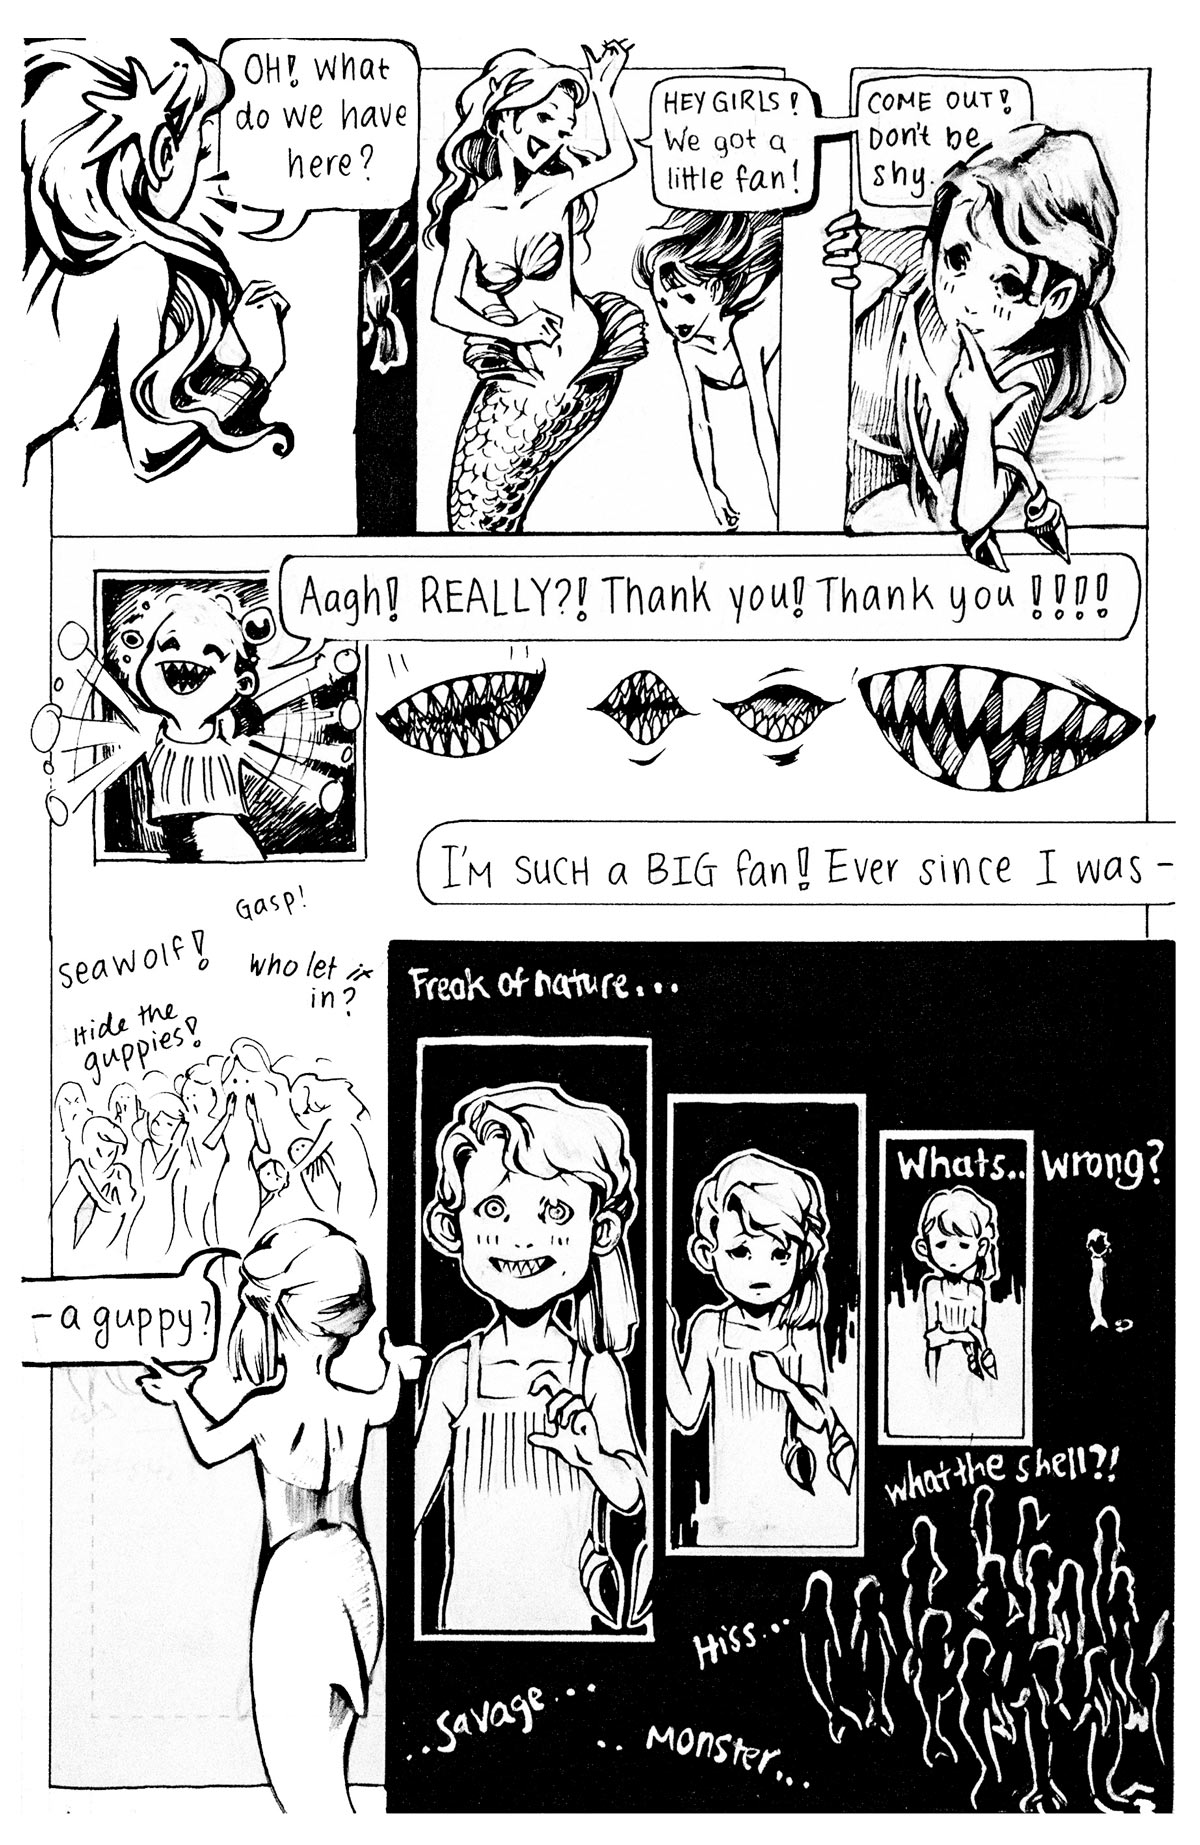 OH! What
do we have
here?
HEY GIRLS!
We got a
little fan!
COME OUT!
Don't be
shy.
Aagh! REALLY?! Thank you! Thank you!!!!
I'M SUCH a BIG fan! Ever since I was -
Gasp!
seawolf!
who let it
in?
Hide the
guppies!
- a guppy?
Freak of nature...
Whats.. wrong?
what the shell?!
Hiss...
..savage...
.. Monster...